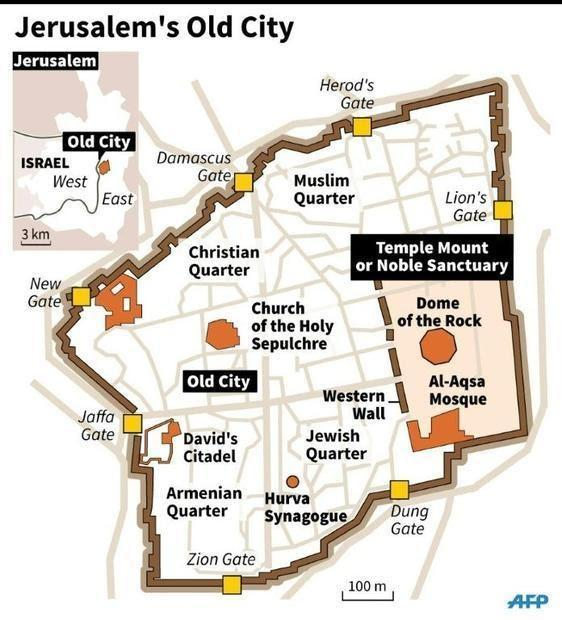 Jerusalem's Old City
Jerusalem
Old City
ISRAEL
West
East
3 km
Herod's
Gate
Damascus
Gate
Muslim
Quarter
Lion's
Gate
Temple Mount
or Noble Sanctuary
Christian
Quarter
New
Gate
Dome
of the Rock
Church
of the Holy
Sepulchre
Old City
Al-Aqsa
Mosque
Western
Wall
Jaffa
Gate
David's
Citadel
Jewish
Quarter
Armenian
Quarter
Hurva
Synagogue
Dung
Gate
Zion Gate
100 m
AFP